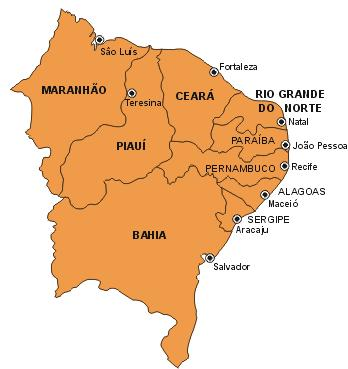 São Luís
Fortaleza
MARANHÃO
Teresina
CEARÁ
RIO GRANDE
DO NORTE
Natal
PIAUÍ
PARAÍBA
João Pessoa
PERNAMBUCO
Recife
ALAGOAS
Maceió
SERGIPE
Aracaju
BAHIA
Salvador